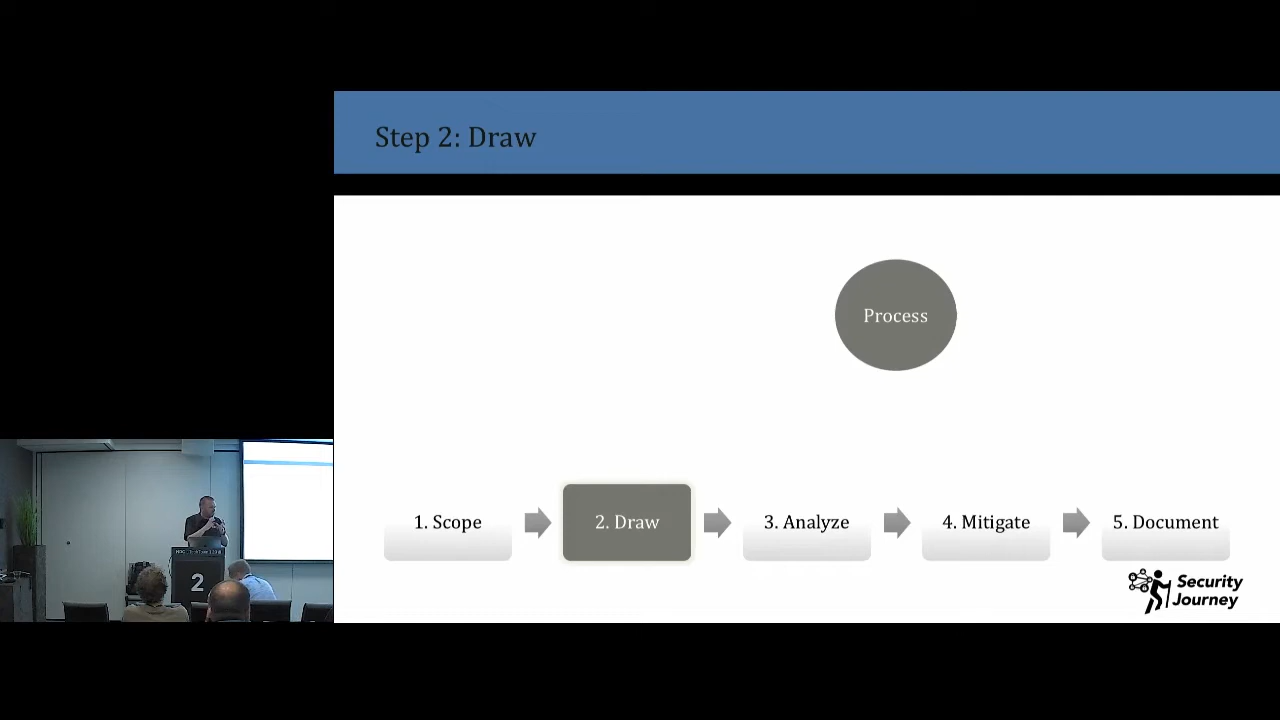 Step 2: Draw
Process
1. Scope
2. Draw
3. Analyze
4. Mitigate
5. Document
Security
Journey
2